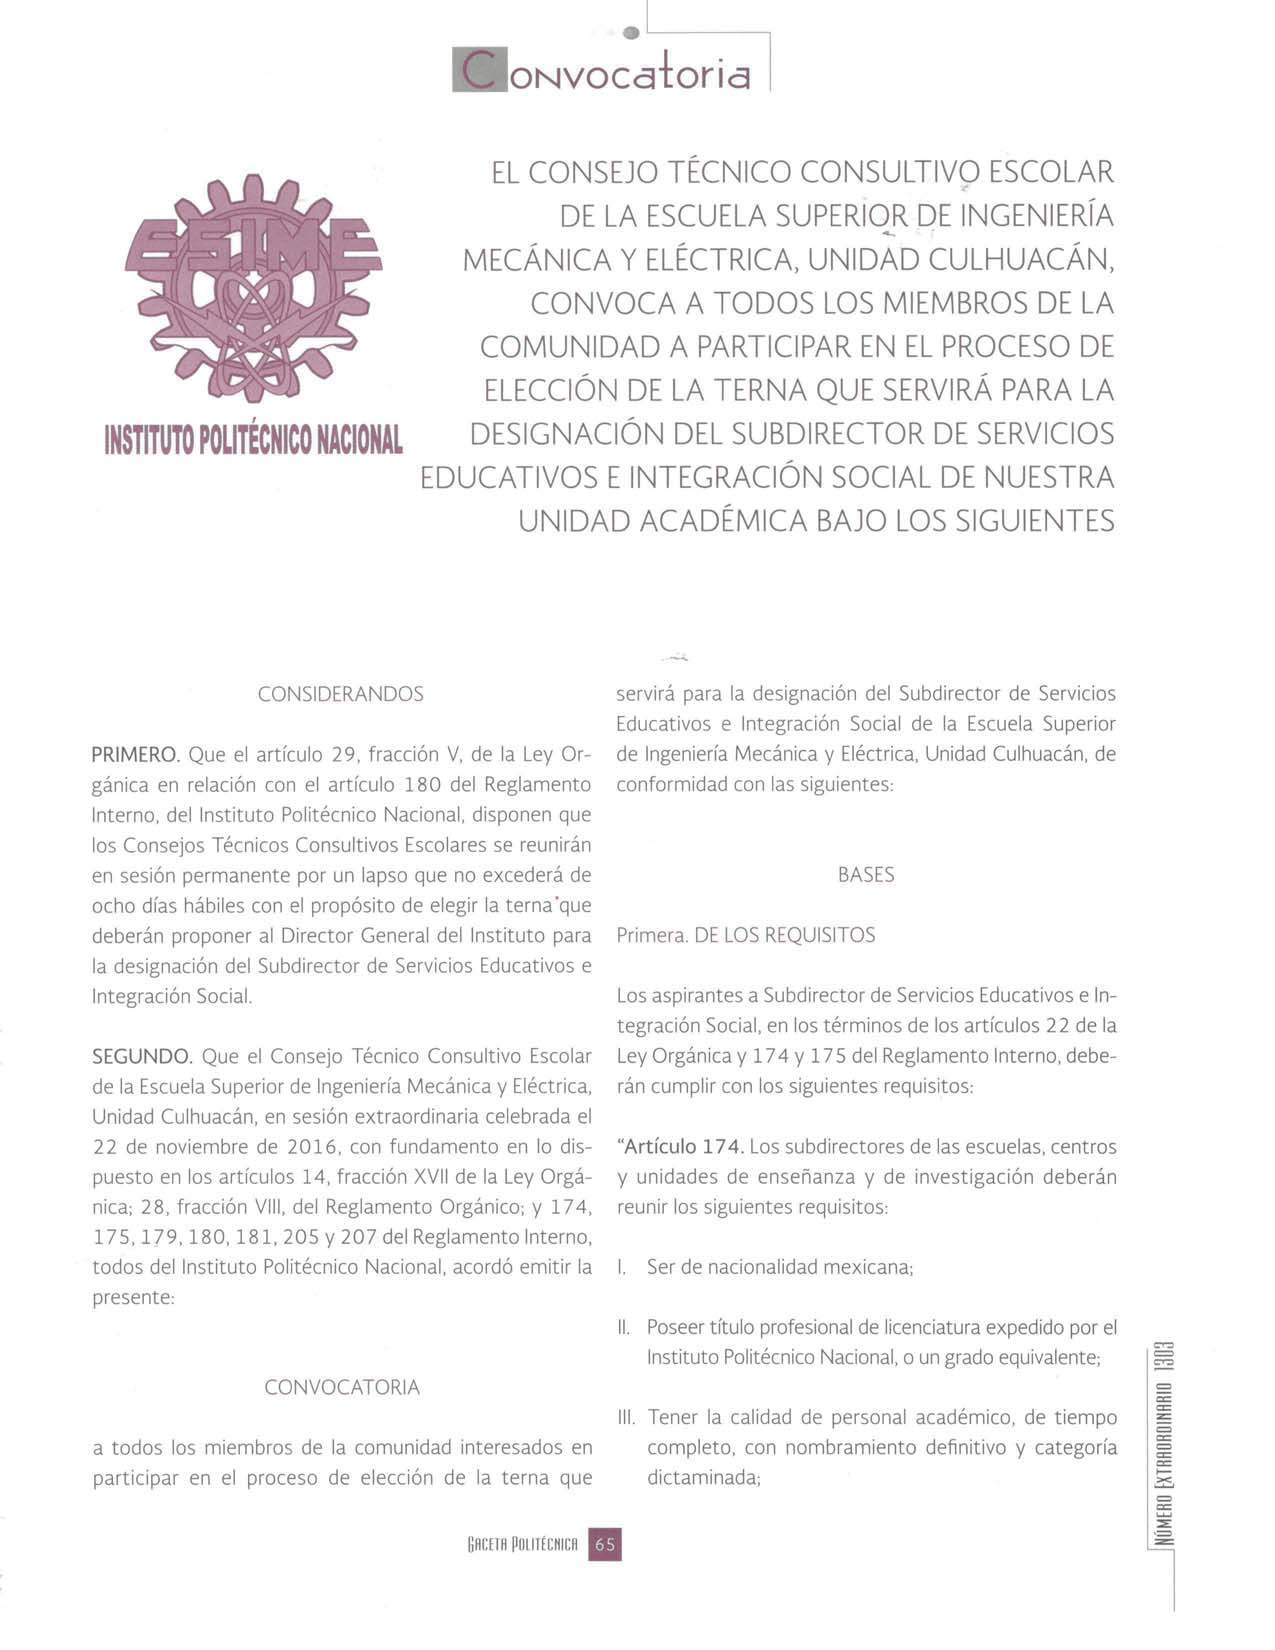 Convocatoria
ESIME
INSTITUTO POLITÉCNICO NACIONAL
EL CONSEJO TÉCNICO CONSULTIVO ESCOLAR
DE LA ESCUELA SUPERIOR DE INGENIERÍA
MECÁNICA Y ELÉCTRICA, UNIDAD CULHUACÁN,
CONVOCA A TODOS LOS MIEMBROS DE LA
COMUNIDAD A PARTICIPAR EN EL PROCESO DE
ELECCIÓN DE LA TERNA QUE SERVIRÁ PARA LA
DESIGNACIÓN DEL SUBDIRECTOR DE SERVICIOS
EDUCATIVOS E INTEGRACIÓN SOCIAL DE NUESTRA
UNIDAD ACADÉMICA BAJO LOS SIGUIENTES
CONSIDERANDOS
PRIMERO. Que el artículo 29, fracción V, de la Ley Or-
gánica en relación con el artículo 180 del Reglamento
Interno, del Instituto Politécnico Nacional, disponen que
los Consejos Técnicos Consultivos Escolares se reunirán
en sesión permanente por un lapso que no excederá de
ocho días hábiles con el propósito de elegir la terna que
deberán proponer al Director General del Instituto para
la designación del Subdirector de Servicios Educativos e
Integración Social.
SEGUNDO. Que el Consejo Técnico Consultivo Escolar
de la Escuela Superior de Ingeniería Mecánica y Eléctrica,
Unidad Culhuacán, en sesión extraordinaria celebrada el
22 de noviembre de 2016, con fundamento en lo dis-
puesto en los artículos 14, fracción XVII de la Ley Orgá-
nica; 28, fracción VIII, del Reglamento Orgánico; y 174,
175, 179, 180, 181, 205 y 207 del Reglamento Interno,
todos del Instituto Politécnico Nacional, acordó emitir la
presente:
CONVOCATORIA
a todos los miembros de la comunidad interesados en
participar en el proceso de elección de la terna que
servirá para la designación del Subdirector de Servicios
Educativos e Integración Social de la Escuela Superior
de Ingeniería Mecánica y Eléctrica, Unidad Culhuacán, de
conformidad con las siguientes:
BASES
Primera. DE LOS REQUISITOS
Los aspirantes a Subdirector de Servicios Educativos e In-
tegración Social, en los términos de los artículos 22 de la
Ley Orgánica y 174 y 175 del Reglamento Interno, debe-
rán cumplir con los siguientes requisitos:
“Artículo 174. Los subdirectores de las escuelas, centros
y unidades de enseñanza y de investigación deberán
reunir los siguientes requisitos:
I. Ser de nacionalidad mexicana;
II. Poseer título profesional de licenciatura expedido por el
Instituto Politécnico Nacional, o un grado equivalente;
III. Tener la calidad de personal académico, de tiempo
completo, con nombramiento definitivo y categoría
dictaminada;
NÚMERO EXTRAORDINARIO 1303
GACETA POLITÉCNICA 65